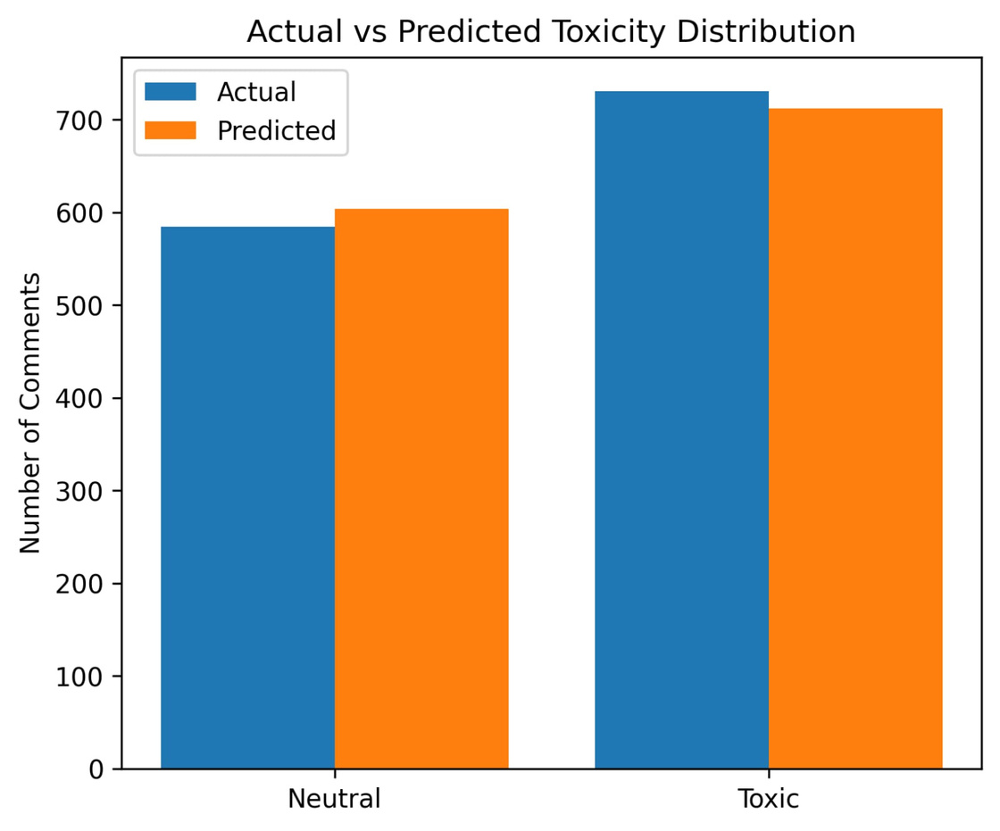 Actual vs Predicted Toxicity Distribution
Actual
Predicted
Number of Comments
700
600
500
400
300
200
100
0
Neutral
Toxic